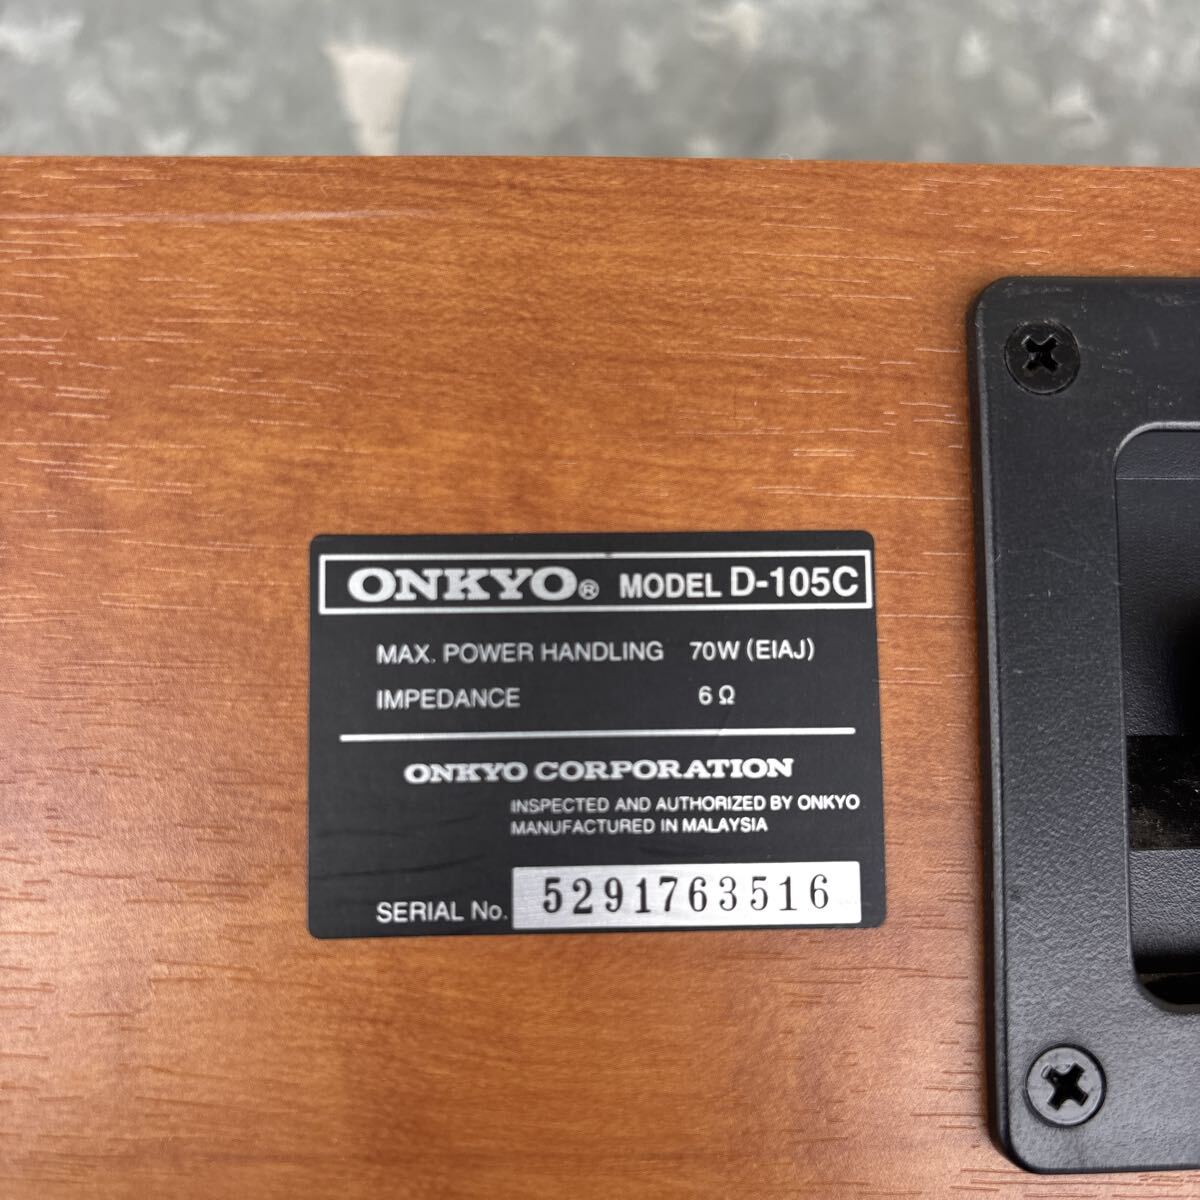 ONKYO® MODEL D-105C
MAX. POWER HANDLING 70W (EIAJ)
IMPEDANCE 6 Ω
ONKYO CORPORATION
INSPECTED AND AUTHORIZED BY ONKYO
MANUFACTURED IN MALAYSIA
SERIAL No. 5291763516